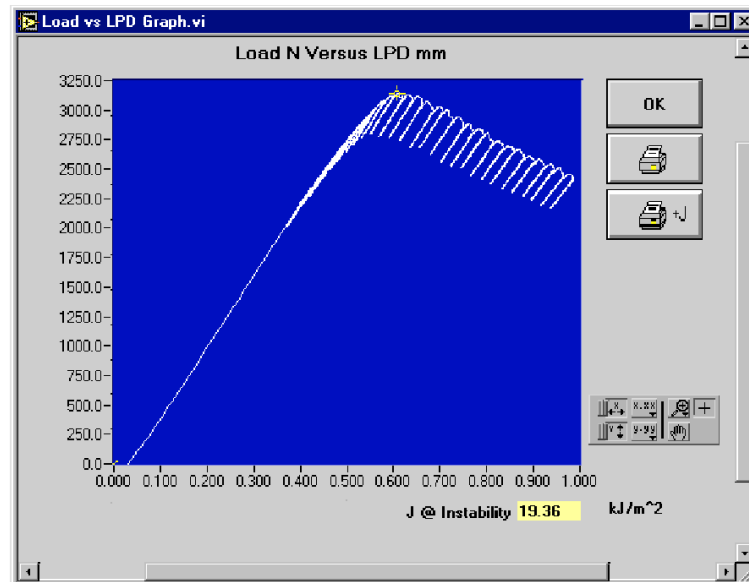 Load vs LPD Graph.vi
Load N Versus LPD mm
3250.0
3000.0
2750.0
2500.0
2250.0
2000.0
1750.0
1500.0
1250.0
1000.0
750.0
500.0
250.0
0.0
0.000 0.100 0.200 0.300 0.400 0.500 0.600 0.700 0.800 0.900 1.000
OK
+J
x.xx
y.yy
J @ Instability 19.36 kJ/m^2